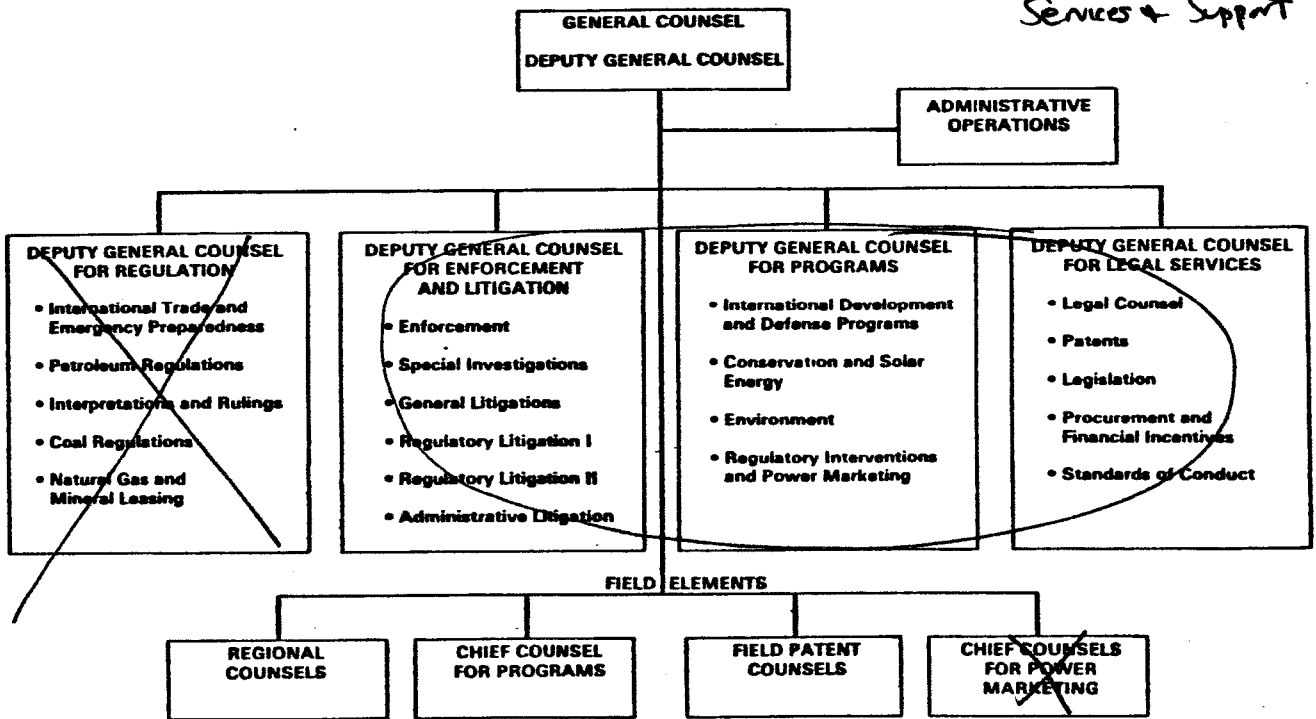 Services & Support
GENERAL COUNSEL
DEPUTY GENERAL COUNSEL
ADMINISTRATIVE
OPERATIONS
DEPUTY GENERAL COUNSEL
FOR REGULATION
• International Trade and
Emergency Preparedness
• Petroleum Regulations
• Interpretations and Rulings
• Coal Regulations
• Natural Gas and
Mineral Leasing
DEPUTY GENERAL COUNSEL
FOR ENFORCEMENT
AND LITIGATION
• Enforcement
• Special Investigations
• General Litigations
• Regulatory Litigation I
• Regulatory Litigation II
• Administrative Litigation
DEPUTY GENERAL COUNSEL
FOR PROGRAMS
• International Development
and Defense Programs
• Conservation and Solar
Energy
• Environment
• Regulatory Interventions
and Power Marketing
DEPUTY GENERAL COUNSEL
FOR LEGAL SERVICES
• Legal Counsel
• Patents
• Legislation
• Procurement and
Financial Incentives
• Standards of Conduct
FIELD ELEMENTS
REGIONAL
COUNSELS
CHIEF COUNSEL
FOR PROGRAMS
FIELD PATENT
COUNSELS
CHIEF COUNSELS
FOR POWER
MARKETING